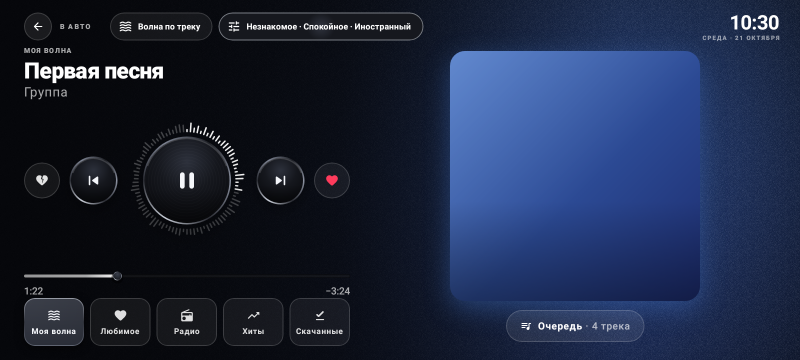 В АВТО
Волна по треку
Незнакомое · Спокойное · Иностранный
10:30
СРЕДА · 21 ОКТЯБРЯ
МОЯ ВОЛНА
Первая песня
Группа
1:22
−3:24
Моя волна
Любимое
Радио
Хиты
Скачанные
Очередь · 4 трека